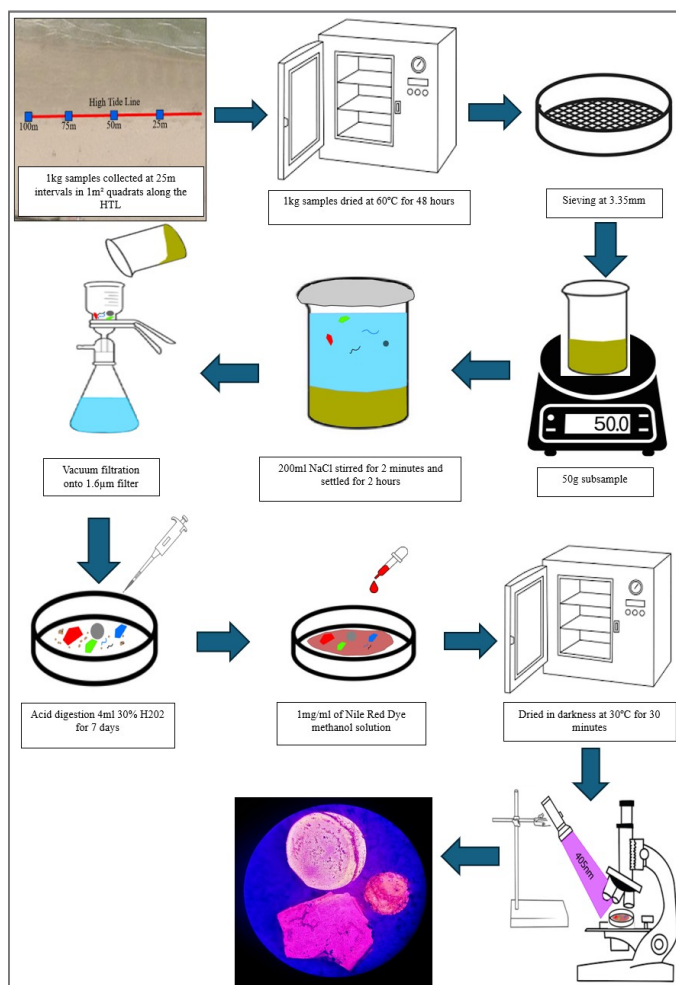 High Tide Line
100m 75m 50m 25m
1kg samples collected at 25m
intervals in 1m² quadrats along the
HTL
1kg samples dried at 60°C for 48 hours
Sieving at 3.35mm
50.0
Vacuum filtration
onto 1.6µm filter
200ml NaCl stirred for 2 minutes and
settled for 2 hours
50g subsample
Acid digestion 4ml 30% H202
for 7 days
1mg/ml of Nile Red Dye
methanol solution
Dried in darkness at 30°C for 30
minutes
405nm